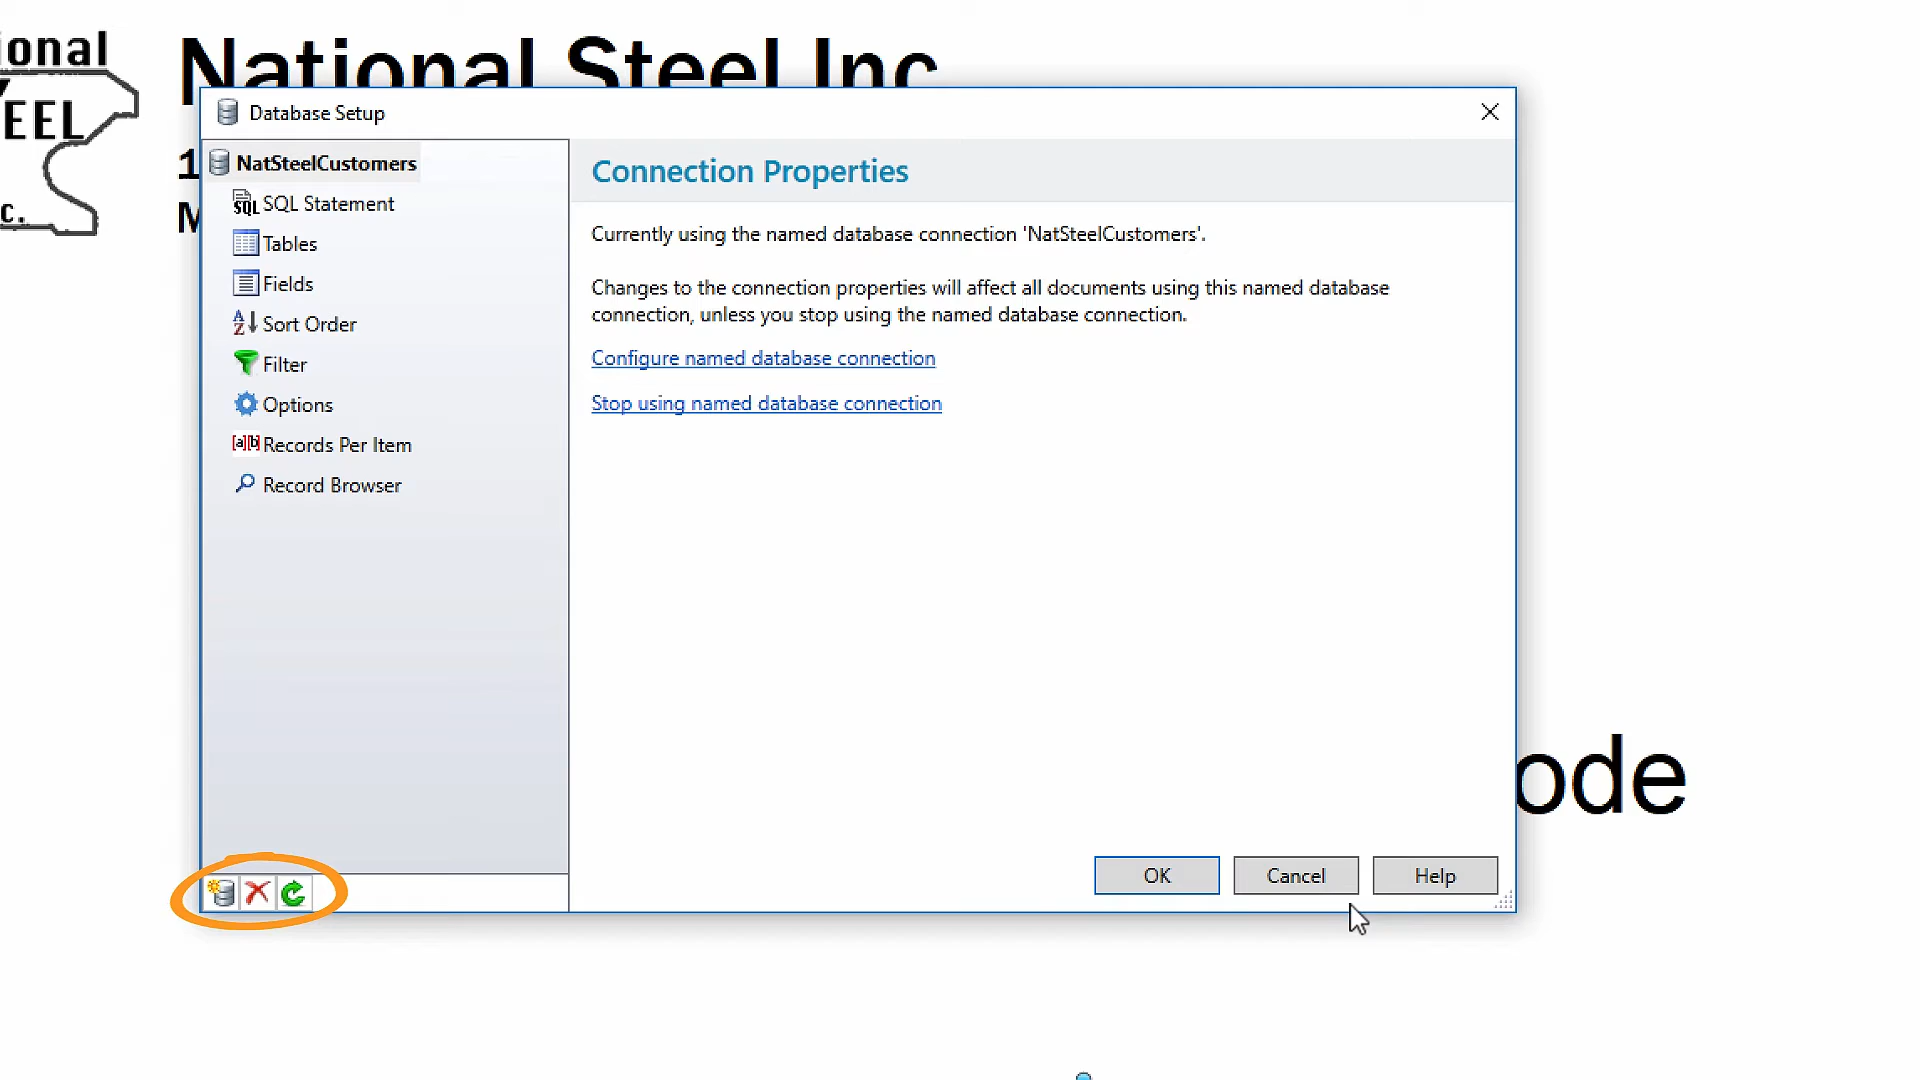 ional
EEL
c.
National Steel Inc
1
M
Database Setup
NatSteelCustomers
SQL Statement
Tables
Fields
Sort Order
Filter
Options
[a][b] Records Per Item
Record Browser
Connection Properties
Currently using the named database connection 'NatSteelCustomers'.
Changes to the connection properties will affect all documents using this named database
connection, unless you stop using the named database connection.
Configure named database connection
Stop using named database connection
ode
OK
Cancel
Help